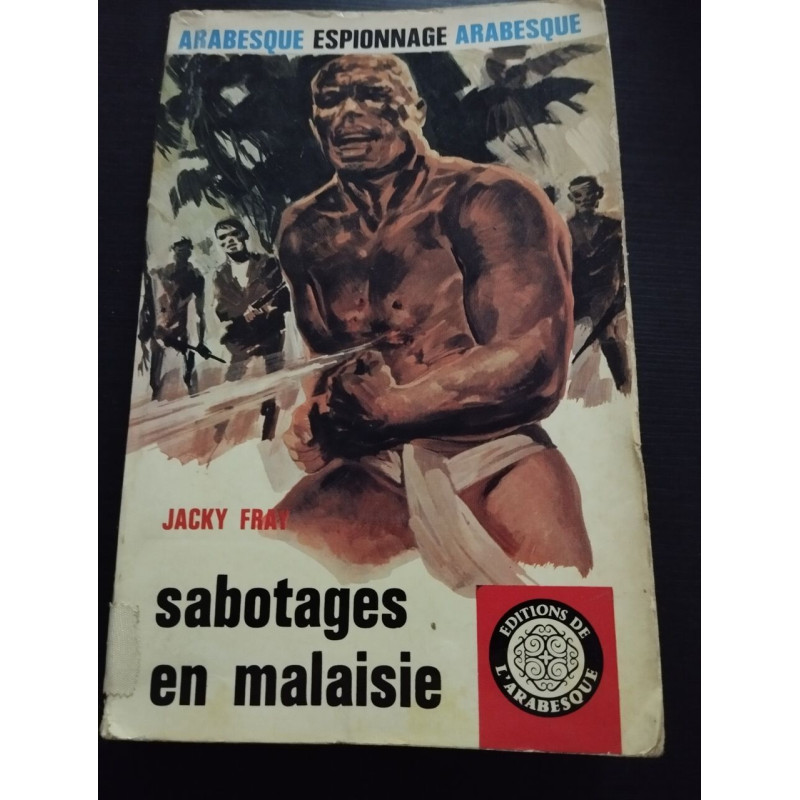 ARABESQUE ESPIONNAGE ARABESQUE
JACKY FRAY
sabotages
en malaisie
EDITIONS DE
L'ARABESQUE